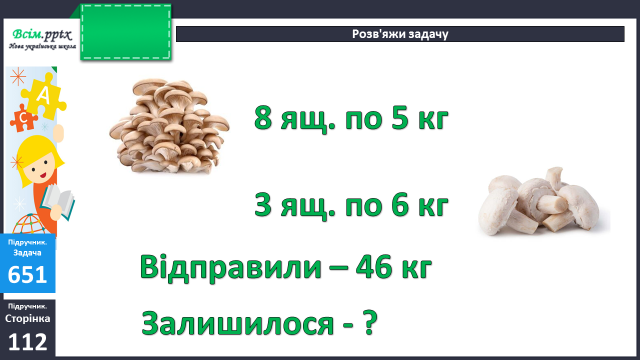 Всім.pptx
Нова українська школа
Розв'яжи задачу
А
С
8 ящ. по 5 кг
3 ящ. по 6 кг
Підручник.
Задача
651
Відправили – 46 кг
Підручник.
Сторінка
112
Залишилося - ?